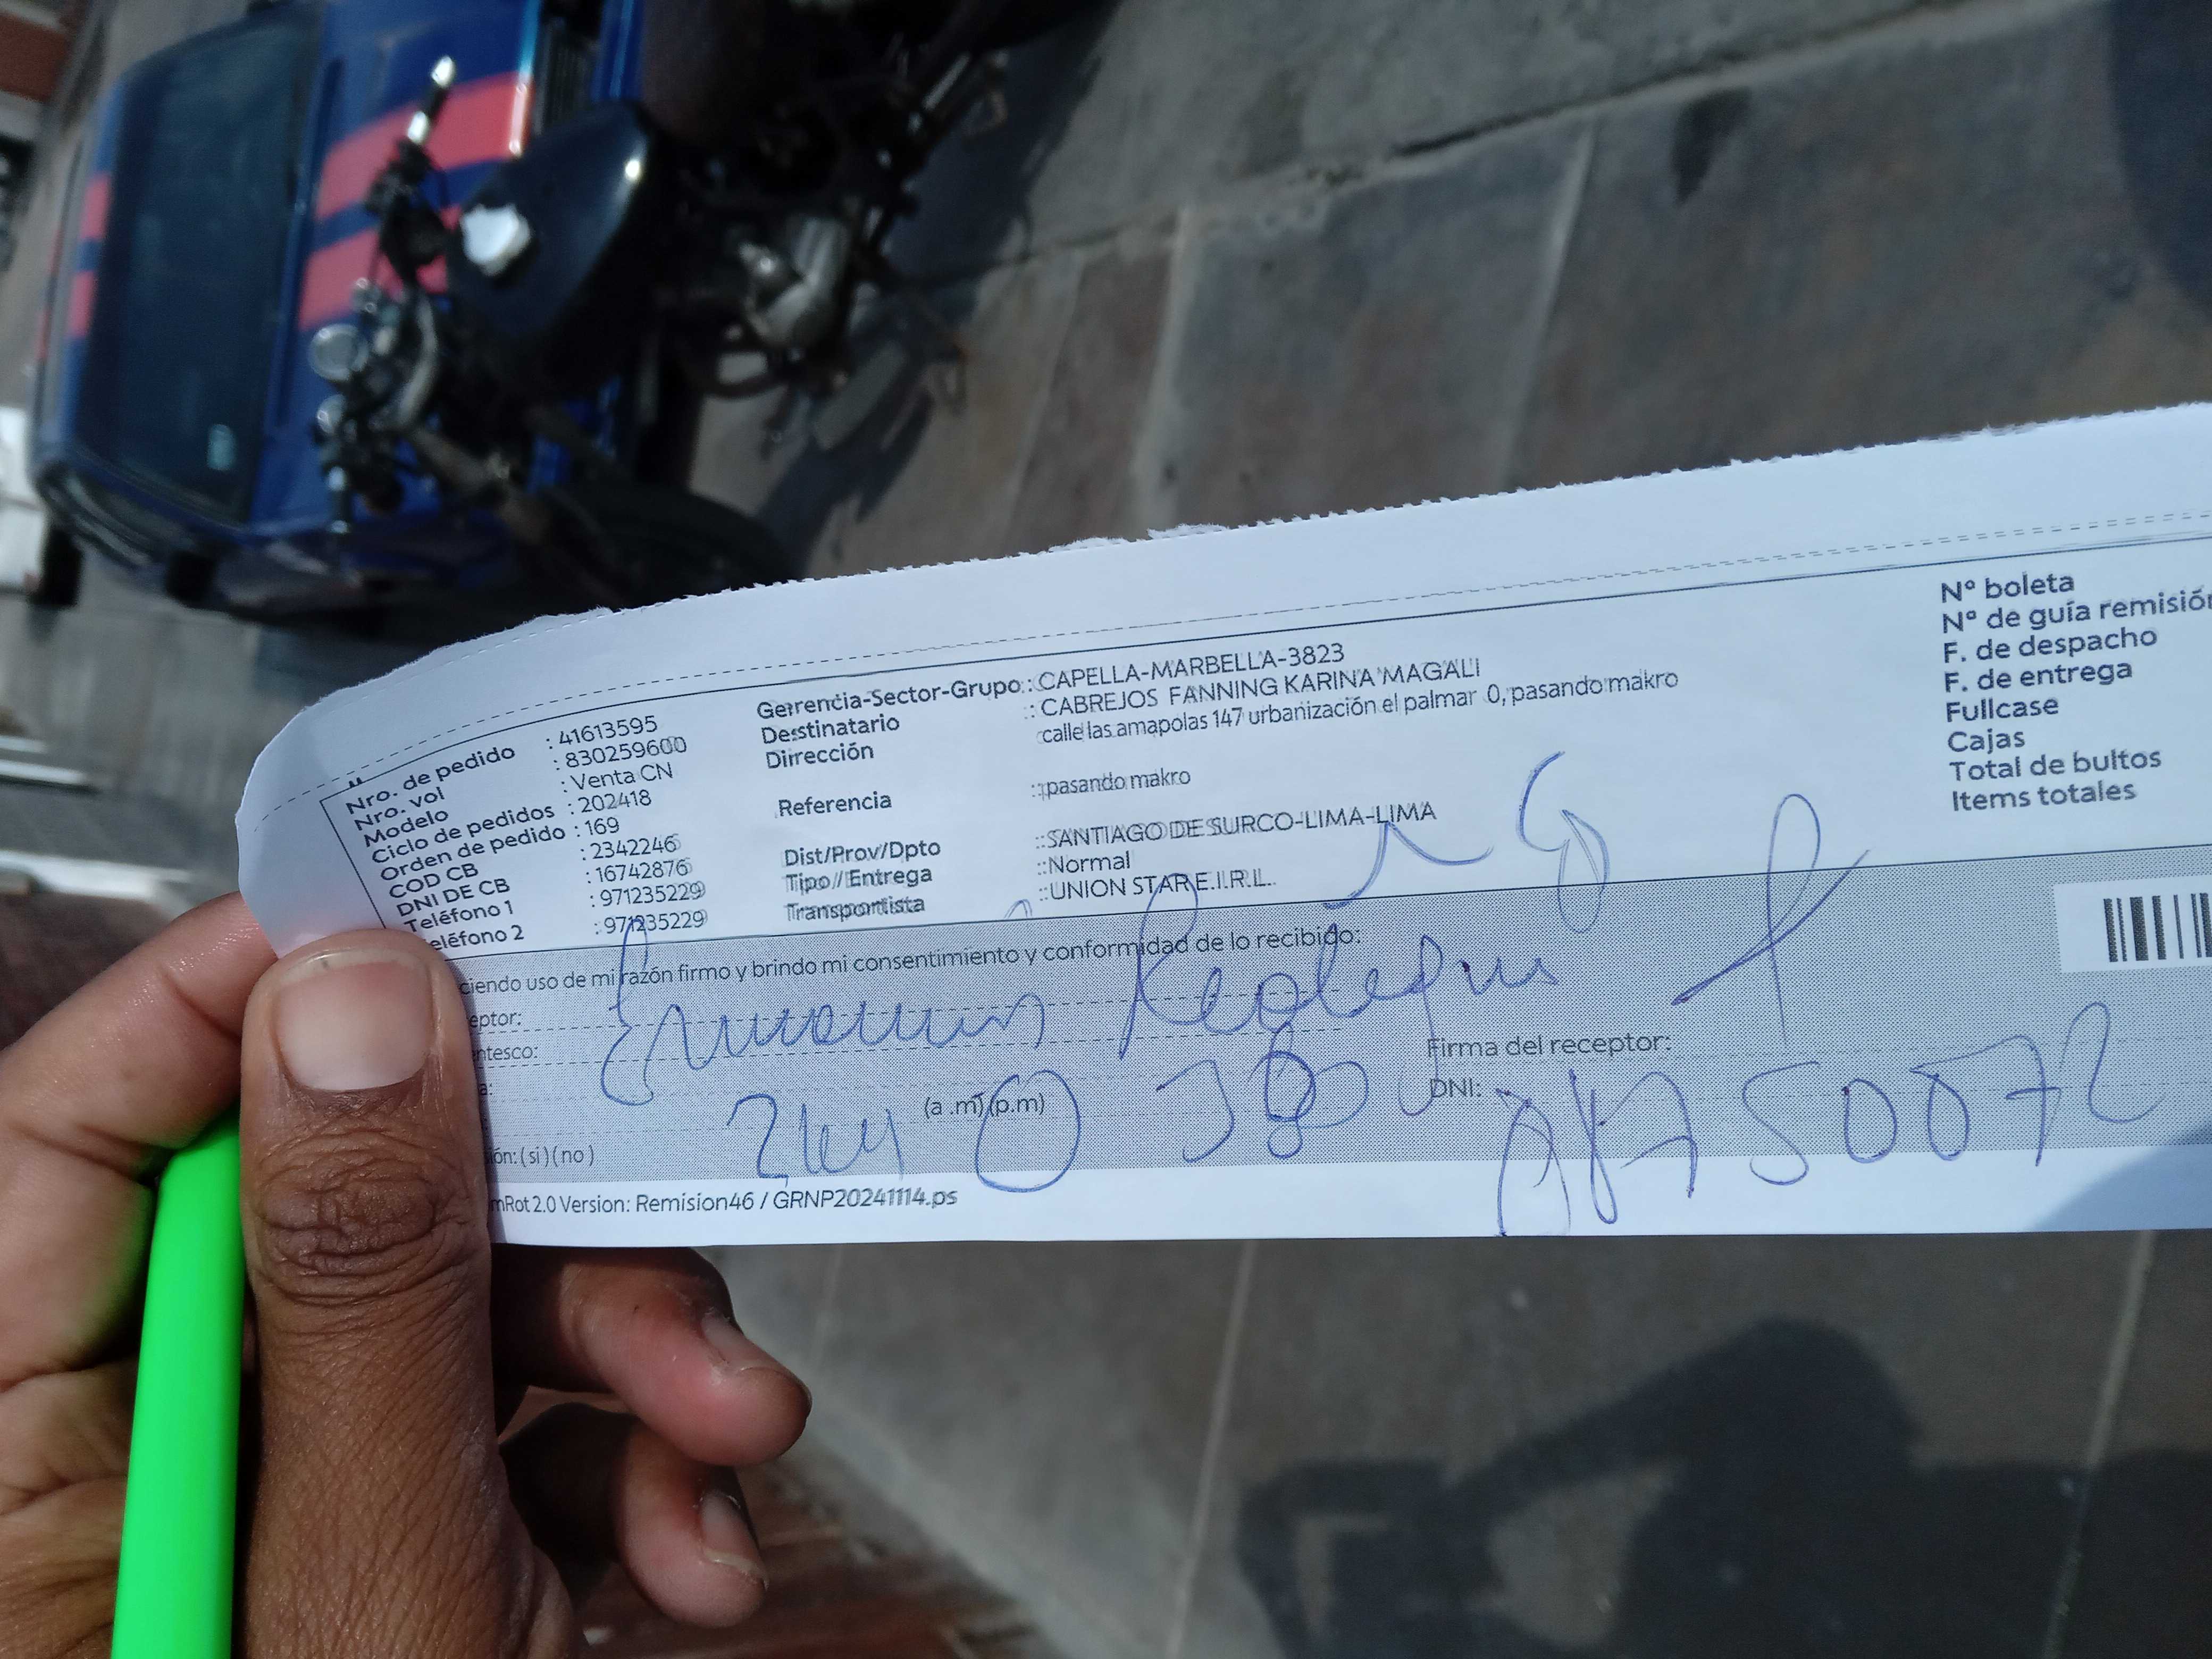 Nro. de pedido : 41613595
Nro. vol : 830259600
Modelo : Venta CN
Ciclo de pedidos : 202418
Orden de pedido : 169
COD CB : 2342246
DNI DE CB : 16742876
Teléfono 1 : 971235229
eléfono 2 : 971235229
Gerencia-Sector-Grupo : CAPELLA-MARBELLA-3823
Destinatario : CABREJOS FANNING KARINA MAGALI
Dirección calle las amapolas 147 urbanización el palmar 0, pasando makro
Referencia : pasando makro
Dist/Prov/Dpto : SANTIAGO DE SURCO-LIMA-LIMA
Tipo / Entrega : Normal
Transportista : UNION STAR E.I.R.L.
Nº boleta
Nº de guía remisión
F. de despacho
F. de entrega
Fullcase
Cajas
Total de bultos
Items totales
ciendo uso de mi razón firmo y brindo mi consentimiento y conformidad de lo recibido:
eptor:
ntesco:
a:
(a .m) (p.m)
Firma del receptor:
DNI:
ión: ( si ) ( no )
mRot 2.0 Version: Remision46 / GRNP20241114.ps